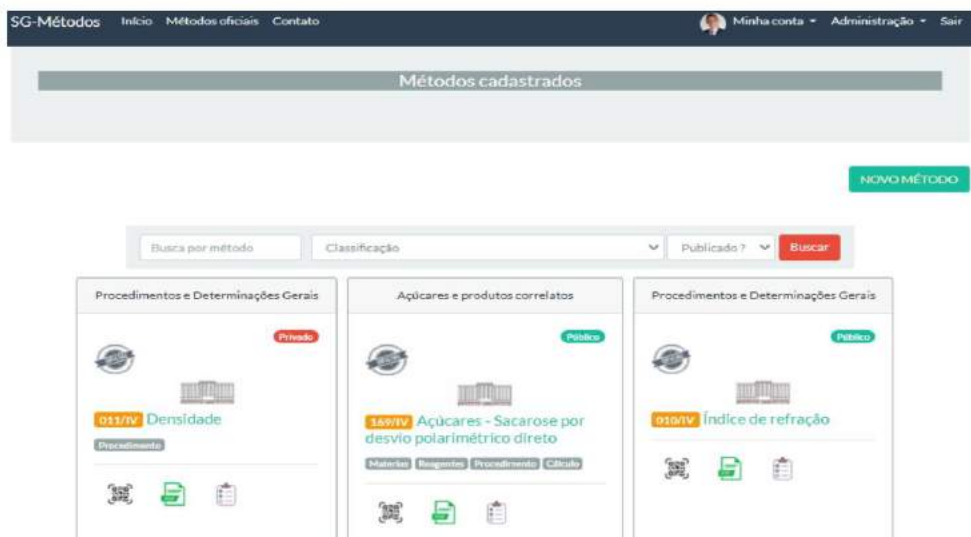 SG-Métodos Início Métodos oficiais Contato Minha conta Administração Sair
Métodos cadastrados
NOVO MÉTODO
Busca por método Classificação Publicado ? Buscar
Procedimentos e Determinações Gerais
Privado
011/IV Densidade
Procedimento
Açúcares e produtos correlatos
Público
169/IV Açúcares - Sacarose por
desvio polarimétrico direto
Materias Reagentes Procedimento Cálculo
Procedimentos e Determinações Gerais
Público
010/IV Índice de refração